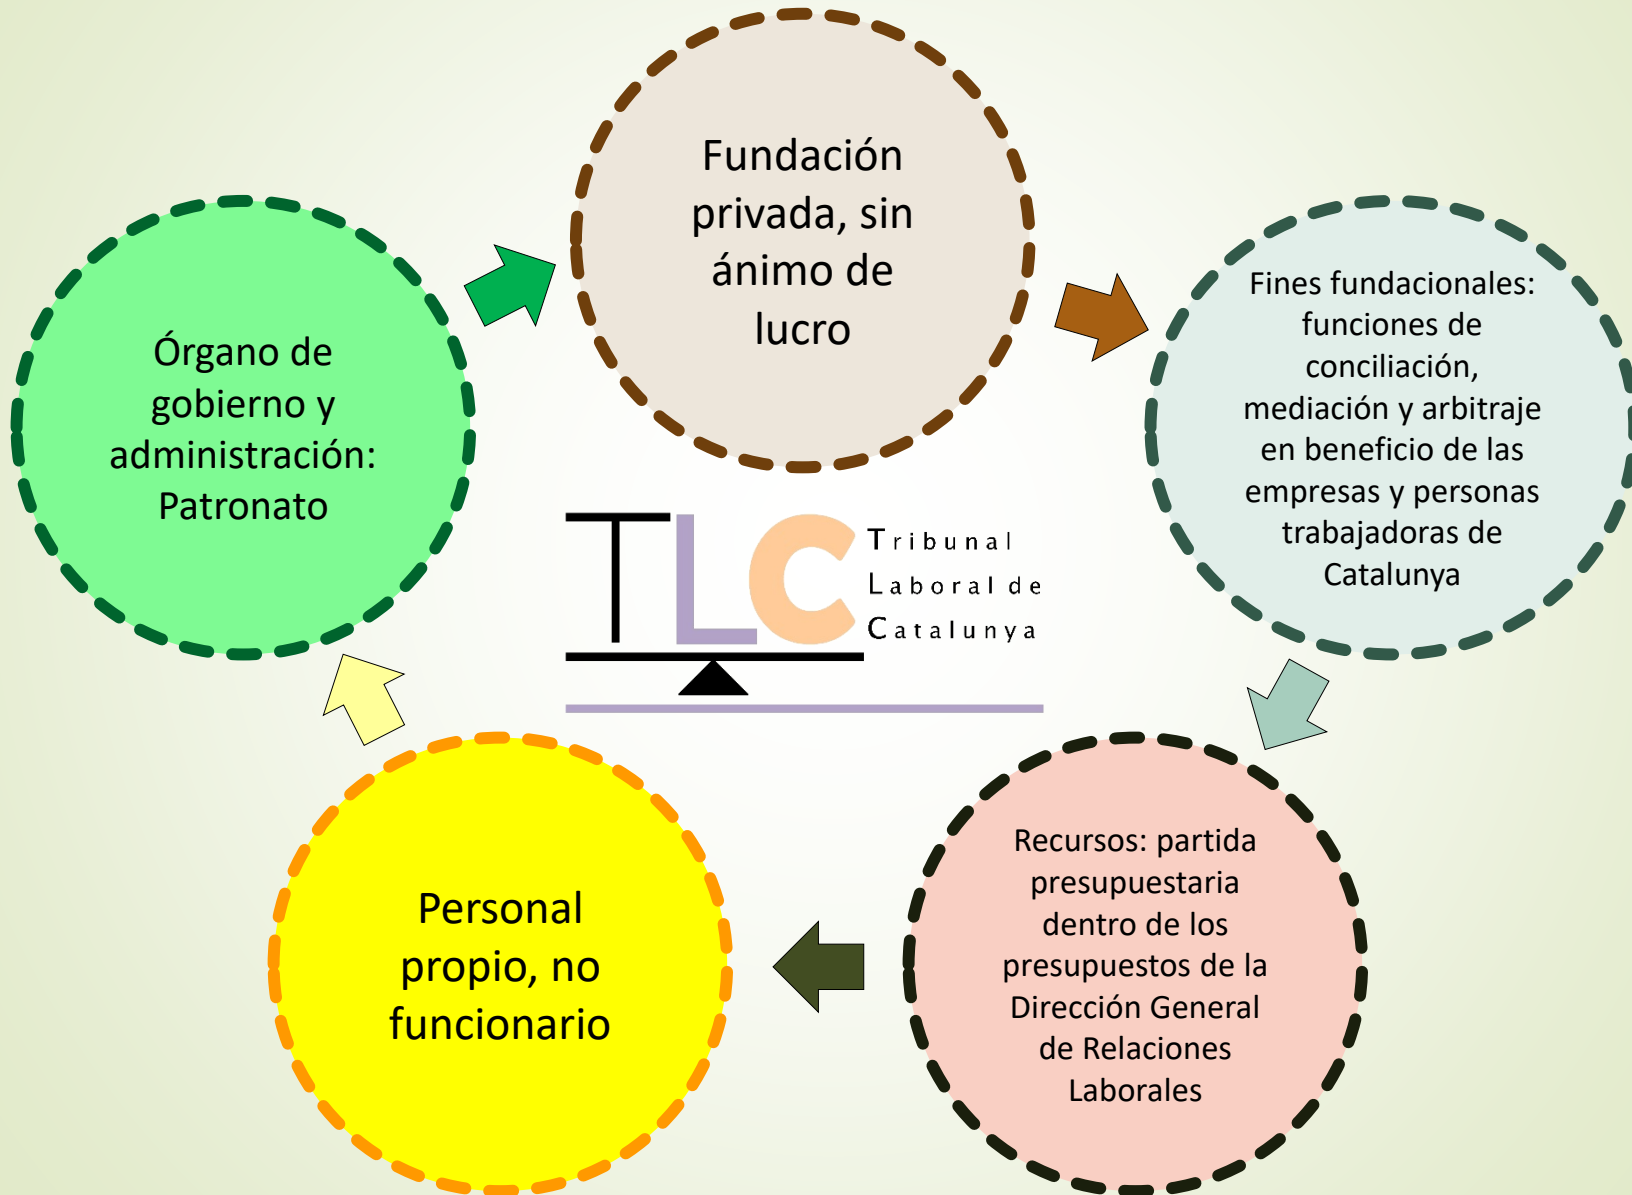 Fundación
privada, sin
ánimo de
lucro
Fines fundacionales:
funciones de
conciliación,
mediación y arbitraje
en beneficio de las
empresas y personas
trabajadoras de
Catalunya
Recursos: partida
presupuestaria
dentro de los
presupuestos de la
Dirección General
de Relaciones
Laborales
Personal
propio, no
funcionario
Órgano de
gobierno y
administración:
Patronato
TLC
Tribunal
Laboral de
Catalunya